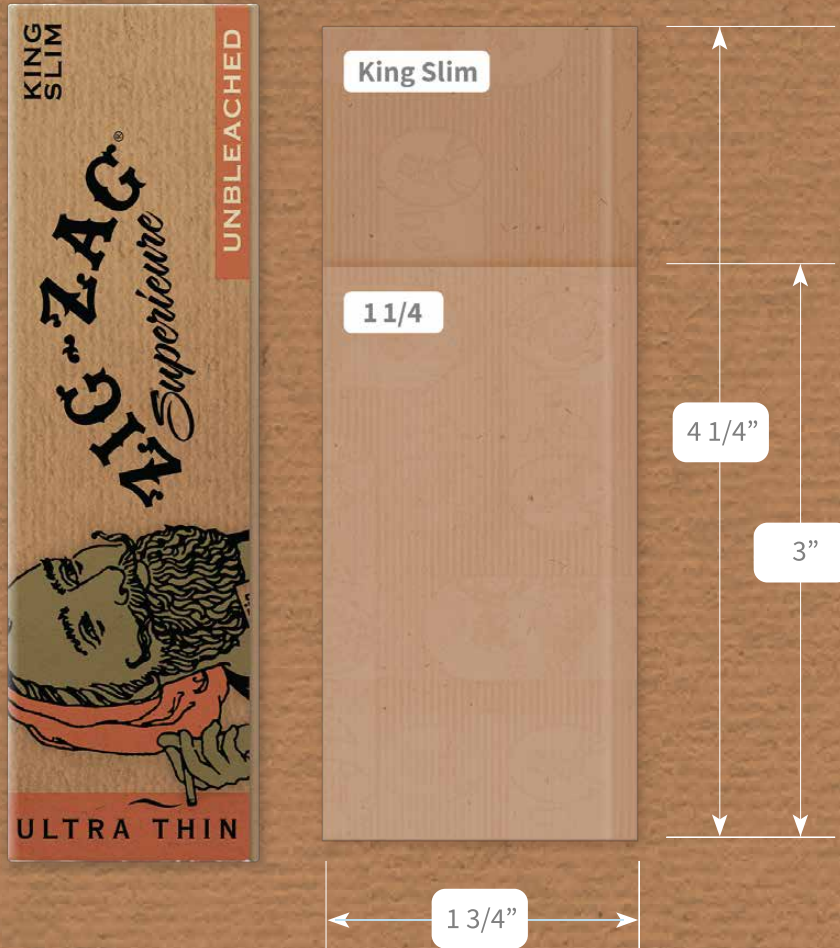 KING
SLIM
UNBLEACHED
ZIG-ZAG®
Superieure
ULTRA THIN
King Slim
1 1/4
4 1/4”
3”
1 3/4”